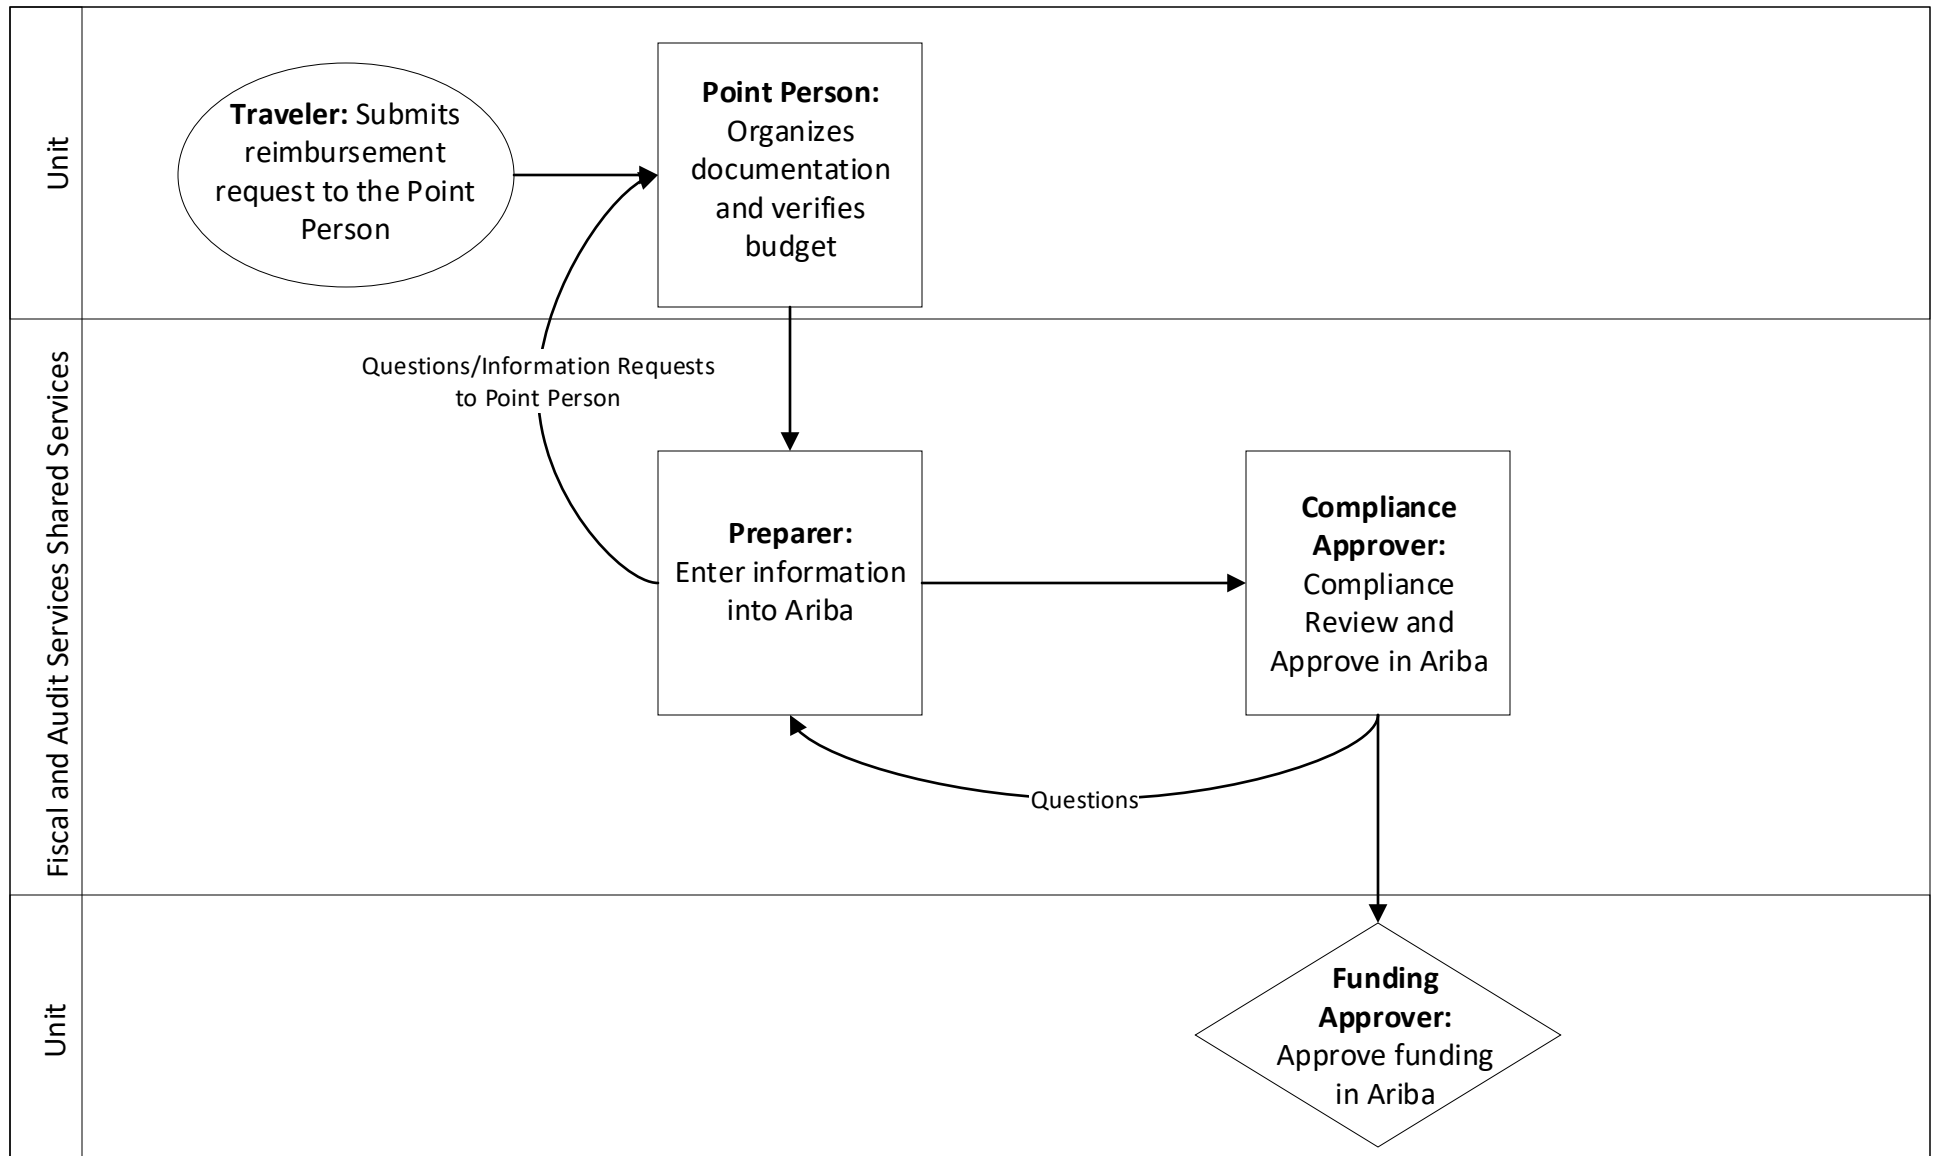 Unit
Traveler: Submits
reimbursement
request to the Point
Person
Point Person:
Organizes
documentation
and verifies
budget
Fiscal and Audit Services Shared Services
Questions/Information Requests
to Point Person
Preparer:
Enter information
into Ariba
Compliance
Approver:
Compliance
Review and
Approve in Ariba
Questions
Unit
Funding
Approver:
Approve funding
in Ariba